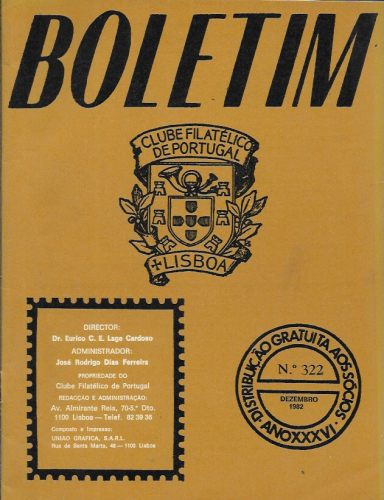 BOLETIM
CLUBE FILATÉLICO
DE PORTUGAL
LISBOA
DIRECTOR:
Dr. Eurico C. E. Lage Cardoso
ADMINISTRADOR:
José Rodrigo Dias Ferreira
PROPRIEDADE DO
Clube Filatélico de Portugal
REDACÇÃO E ADMINISTRAÇÃO:
Av. Almirante Reis, 70-5.º Dto.
1100 Lisboa — Telef. 82 39 36
Composto e Impresso:
UNIÃO GRÁFICA, S.A.R.L.
Rua de Santa Marta, 48 — 1100 Lisboa
DISTRIBUIÇÃO GRATUITA AOS SÓCIOS
N.º 322
DEZEMBRO
1982
ANO XXXVI